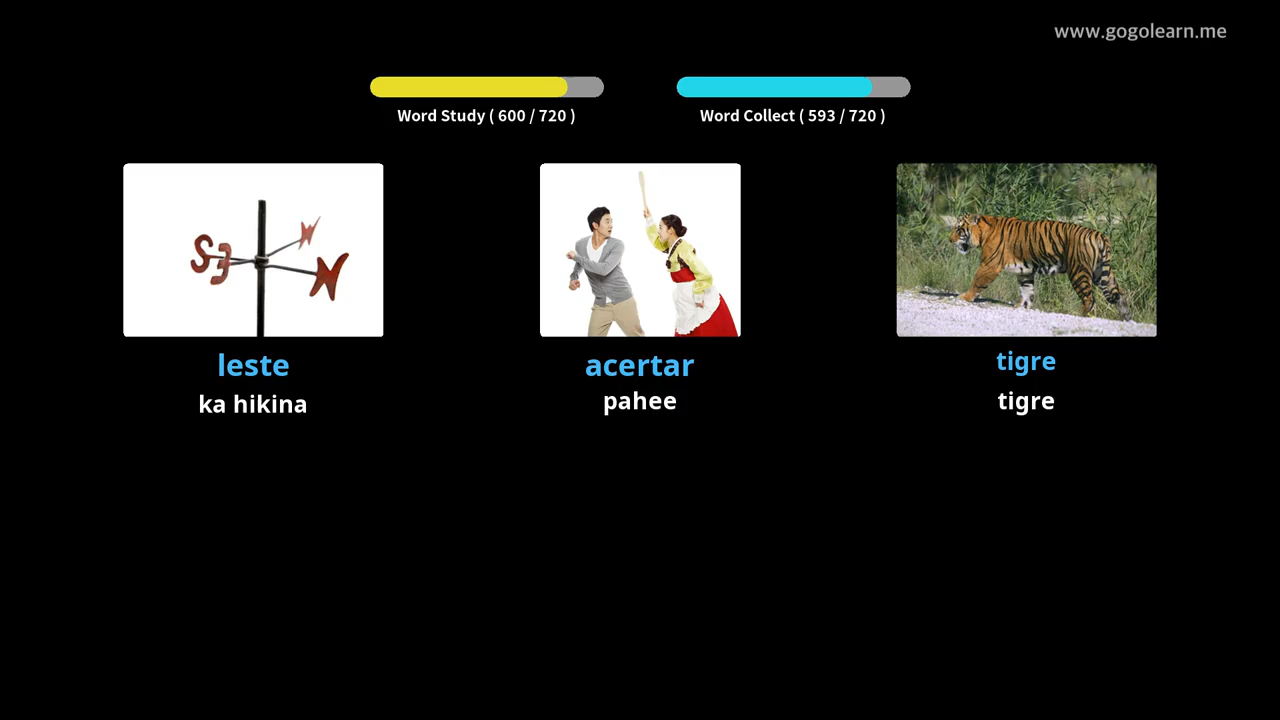 www.gogolearn.me
Word Study ( 600 / 720 )
Word Collect ( 593 / 720 )
S
E
N
leste
acertar
tigre
ka hikina
pahee
tigre